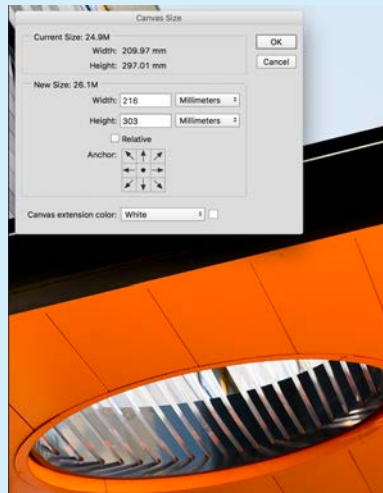 Canvas Size
Current Size: 24.9M
Width: 209.97 mm
Height: 297.01 mm
OK
Cancel
New Size: 26.1M
Width: 216 Millimeters
Height: 303 Millimeters
Relative
Anchor:
Canvas extension color: White